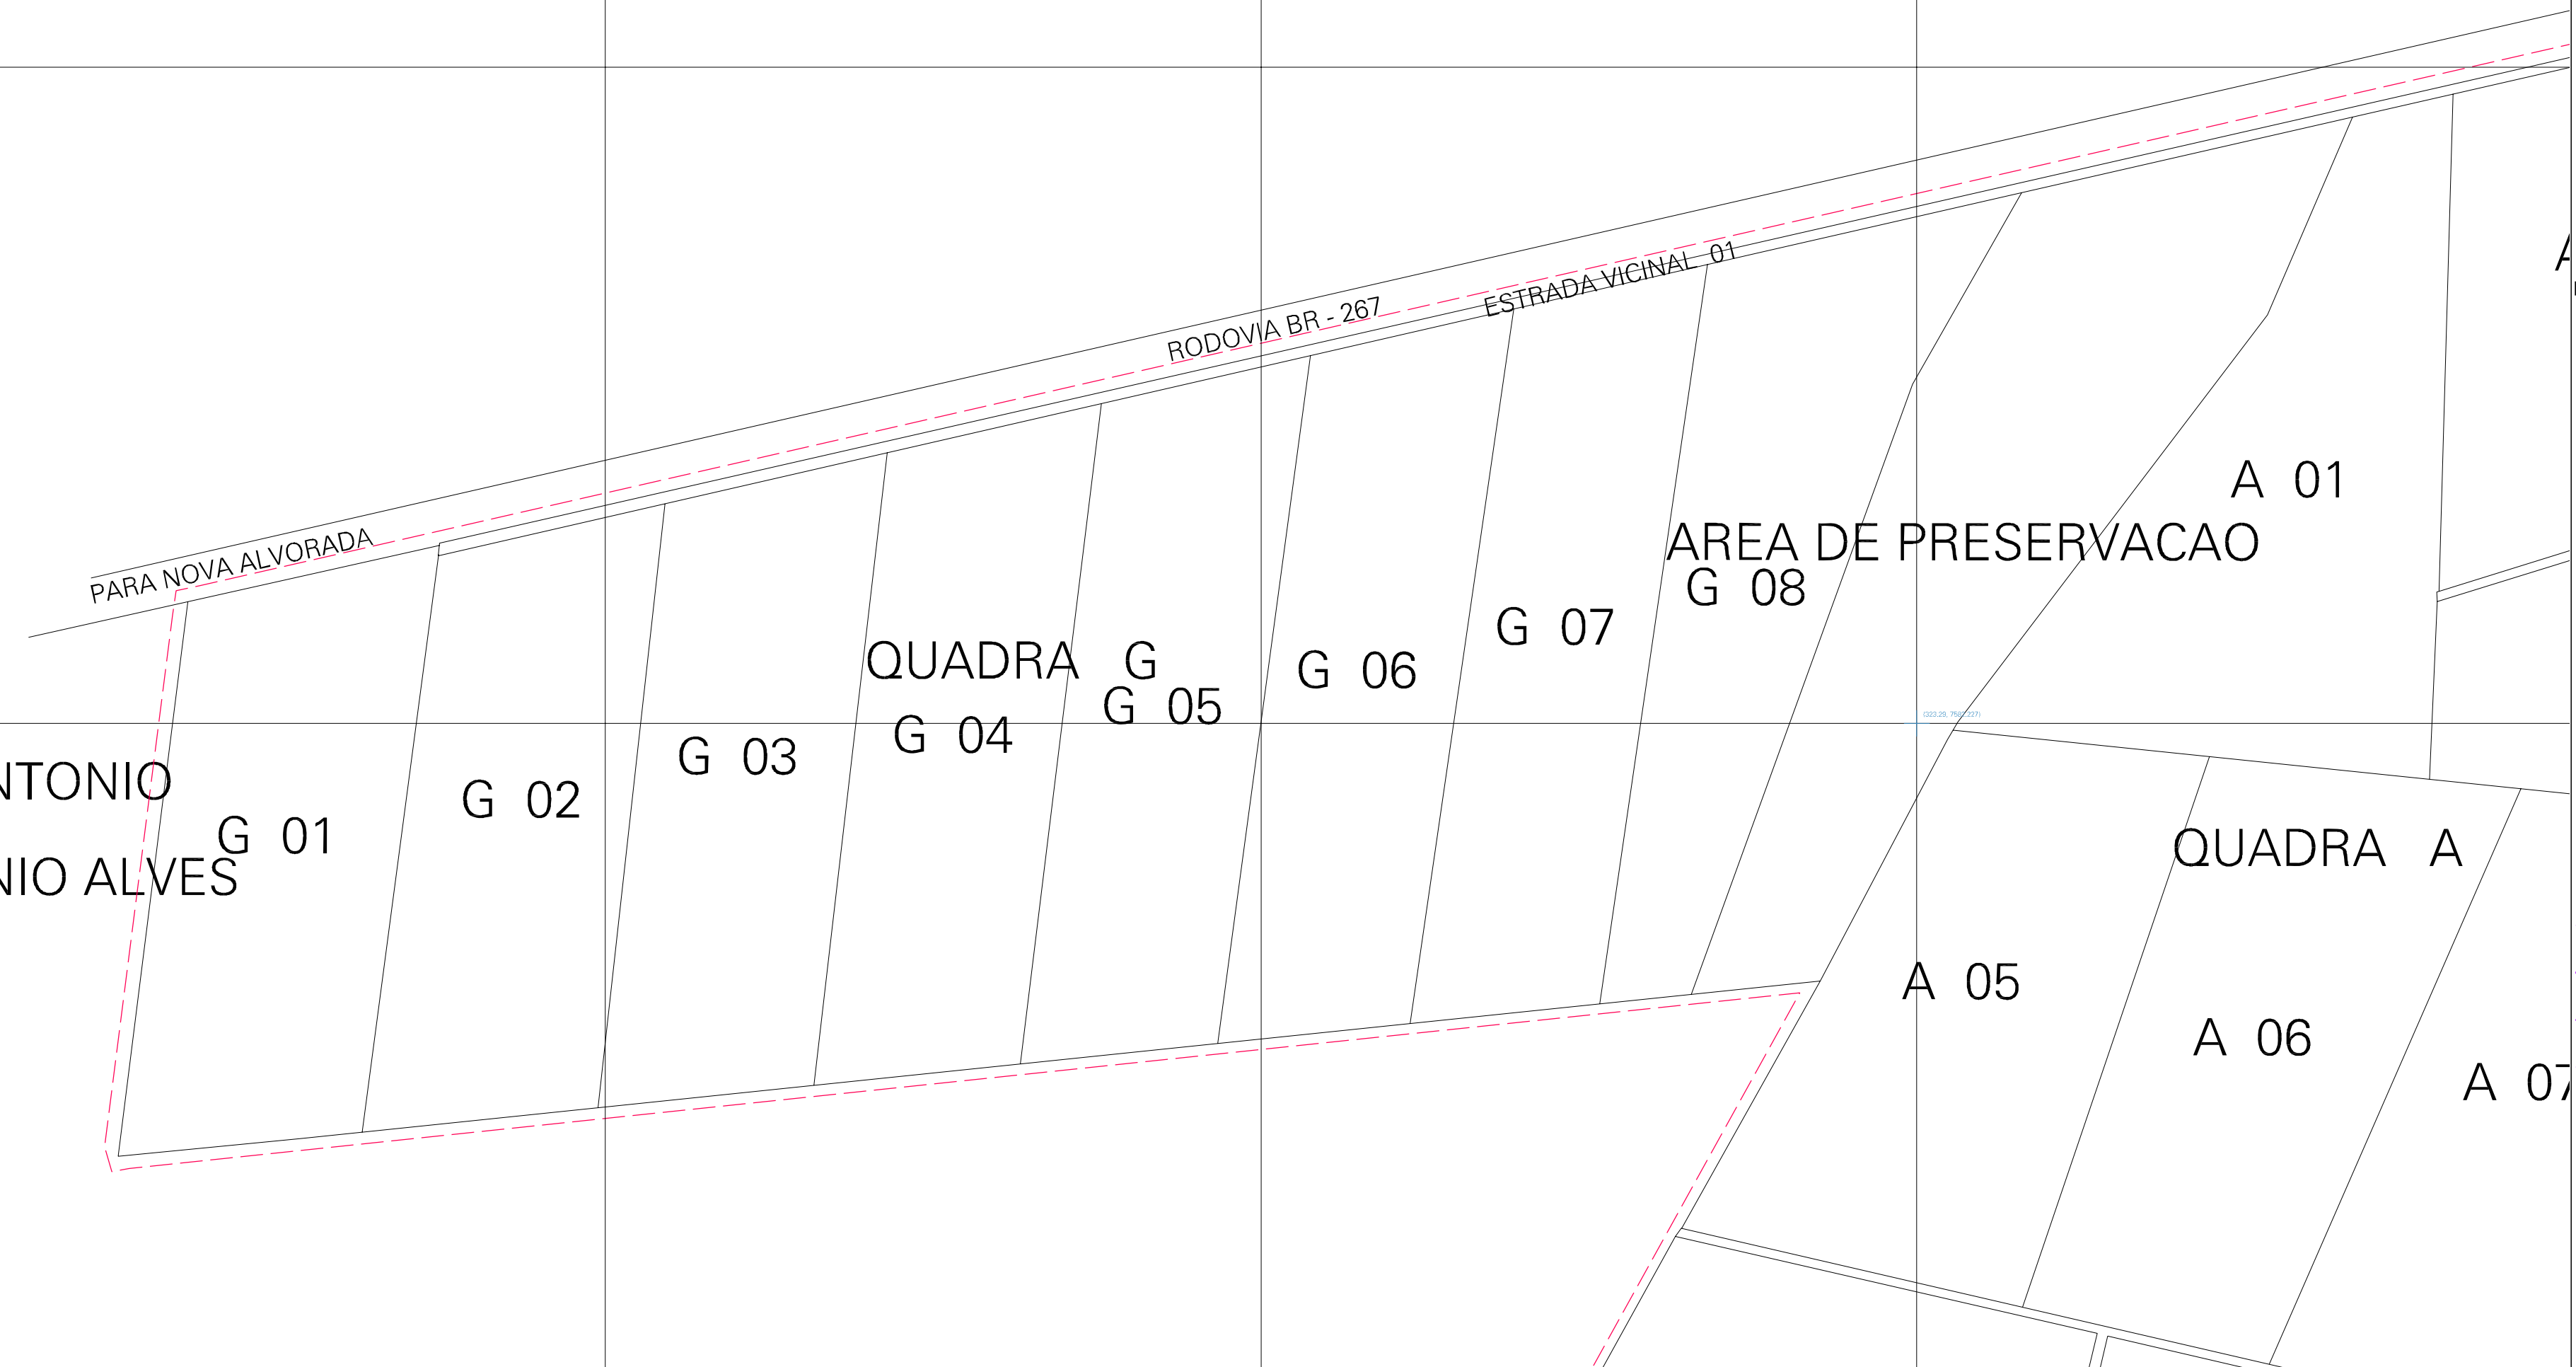 RODOVIA BR - 267
ESTRADA VICINAL 01
PARA NOVA ALVORADA
A 01
AREA DE PRESERVACAO
G 08
G 07
QUADRA G
G 06
G 05
G 04
G 03
NTONIO
G 02
G 01
NIO ALVES
QUADRA A
A 05
A 06
A 07